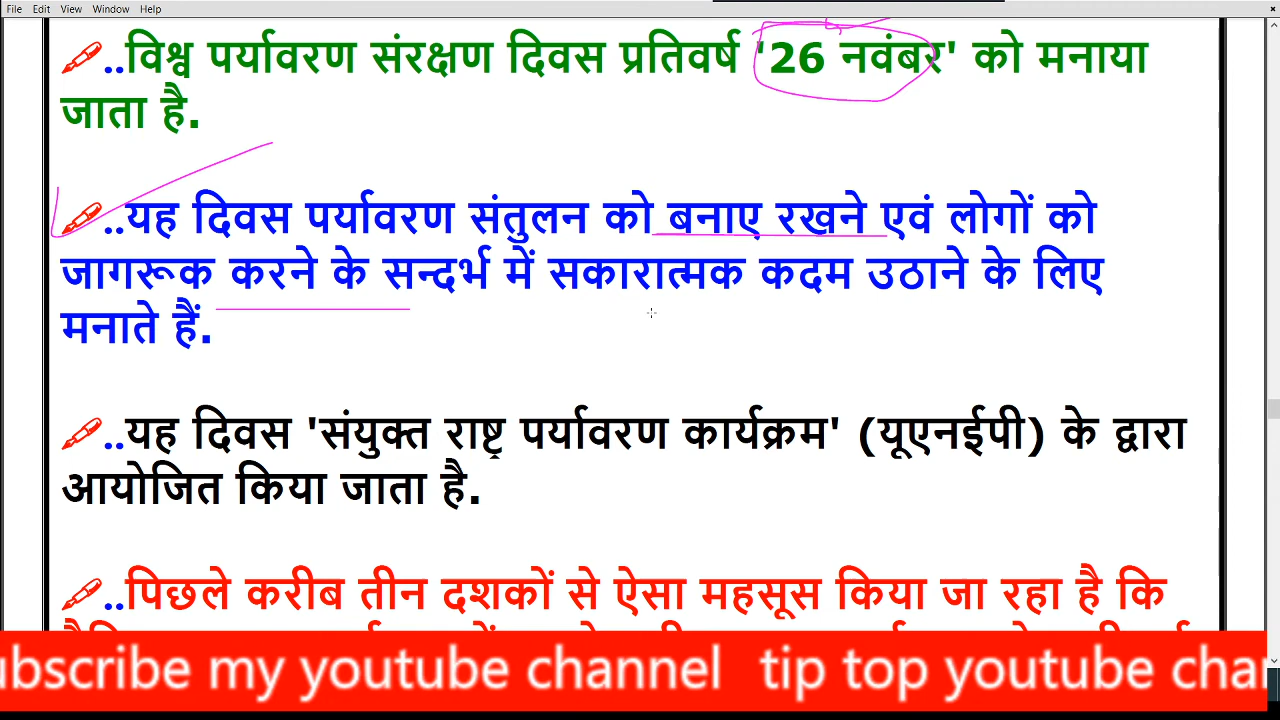 File Edit View Window Help
..विश्व पर्यावरण संरक्षण दिवस प्रतिवर्ष '26 नवंबर' को मनाया
जाता है.
..यह दिवस पर्यावरण संतुलन को बनाए रखने एवं लोगों को
जागरूक करने के सन्दर्भ में सकारात्मक कदम उठाने के लिए
मनाते हैं.
..यह दिवस 'संयुक्त राष्ट्र पर्यावरण कार्यक्रम' (यूएनईपी) के द्वारा
आयोजित किया जाता है.
..पिछले करीब तीन दशकों से ऐसा महसूस किया जा रहा है कि
ubscribe my youtube channel tip top youtube chan